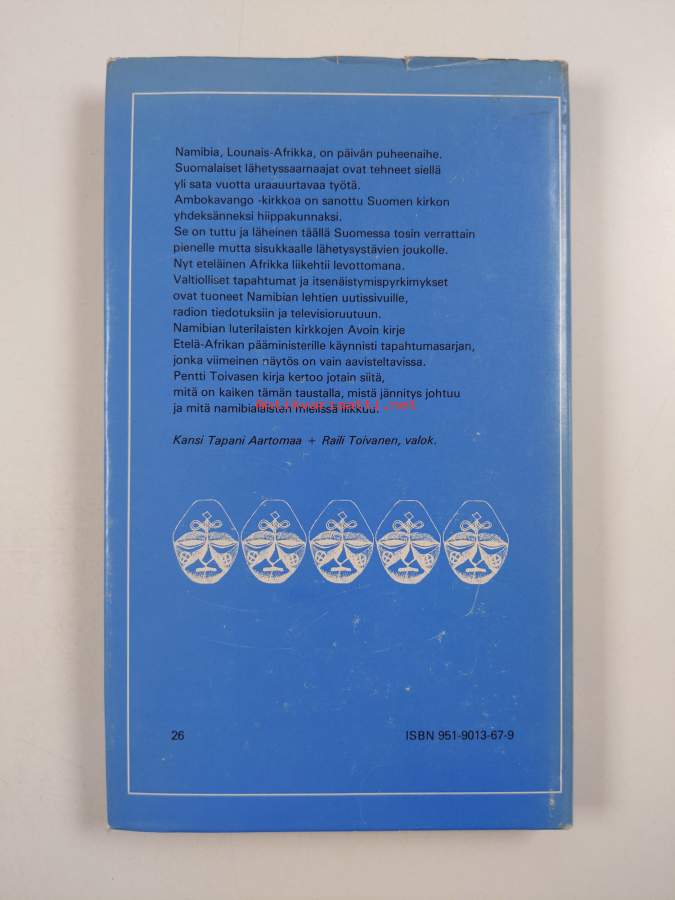 Namibia, Lounais-Afrikka, on päivän puheenaihe.
Suomalaiset lähetyssaarnaajat ovat tehneet siellä
yli sata vuotta uraauurtavaa työtä.
Ambokavango -kirkkoa on sanottu Suomen kirkon
yhdeksänneksi hiippakunnaksi.
Se on tuttu ja läheinen täällä Suomessa tosin verrattain
pienelle mutta sisukkaalle lähetysystävien joukolle.
Nyt eteläinen Afrikka liikehtii levottomana.
Valtiolliset tapahtumat ja itsenäistymispyrkimykset
ovat tuoneet Namibian lehtien uutissivuille,
radion tiedotuksiin ja televisioruutuun.
Namibian luterilaisten kirkkojen Avoin kirje
Etelä-Afrikan pääministerille käynnisti tapahtumasarjan,
jonka viimeinen näytös on vain aavisteltavissa.
Pentti Toivasen kirja kertoo jotain siitä,
mitä on kaiken tämän taustalla, mistä jännitys johtuu
Antikvariaatti.net
ja mitä namibialaisten mielissä liikkuu.
Kansi Tapani Aartomaa + Raili Toivanen, valok.
26
ISBN 951-9013-67-9